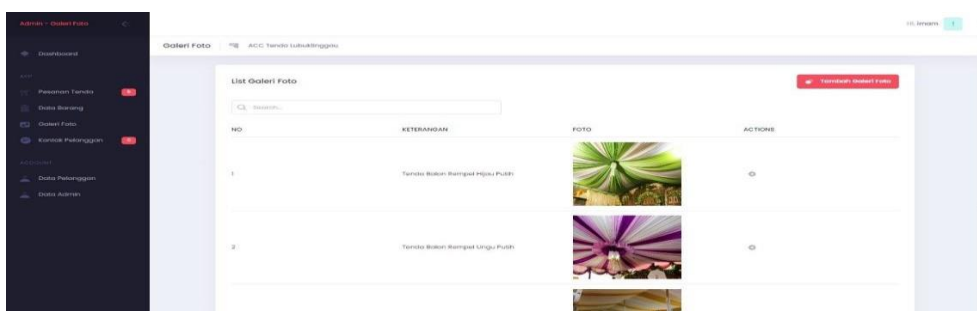 Admin - Galeri Foto
Hi, Imam
Dashboard
Galeri Foto
ACC Tenda Lubuklinggau
APP
Pesanan Tenda
Data Barang
Galeri Foto
Kontak Pelanggan
ACCOUNT
Data Pelanggan
Data Admin
List Galeri Foto
Tambah Galeri Foto
Search...
NO KETERANGAN FOTO ACTIONS
1 Tenda Balon Rempel Hijau Putih
2 Tenda Balon Rempel Ungu Putih